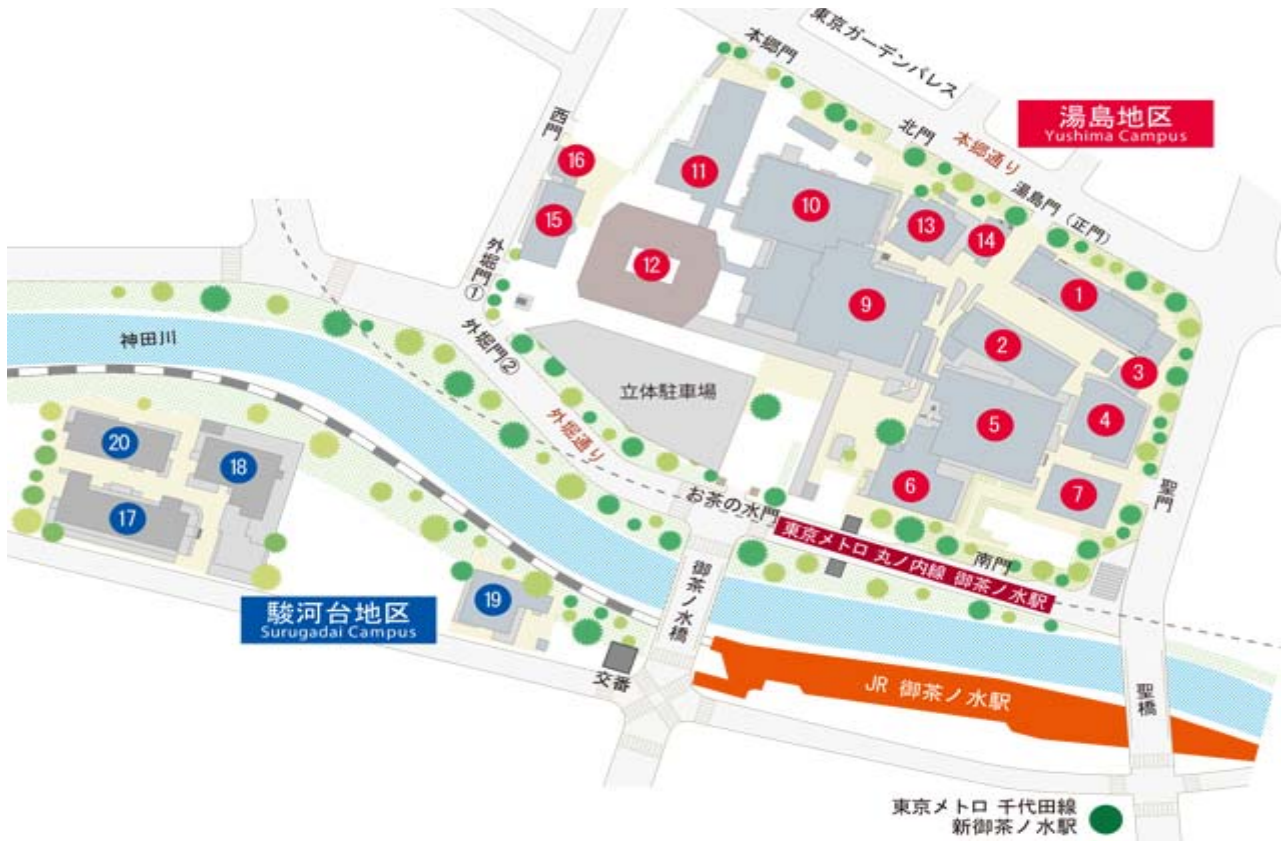 本郷門
東京ガーデンパレス
湯島地区
Yushima Campus
西門
北門
本郷通り
湯島門(正門)
16
11
15
10
13
14
12
外堀門①
1
9
2
3
神田川
外堀門②
立体駐車場
外堀通り
5
4
20
18
17
6
7
聖門
お茶の水門
東京メトロ 丸ノ内線 御茶ノ水駅
南門
御茶ノ水橋
19
駿河台地区
Surugadai Campus
交番
JR 御茶ノ水駅
聖橋
東京メトロ 千代田線
新御茶ノ水駅